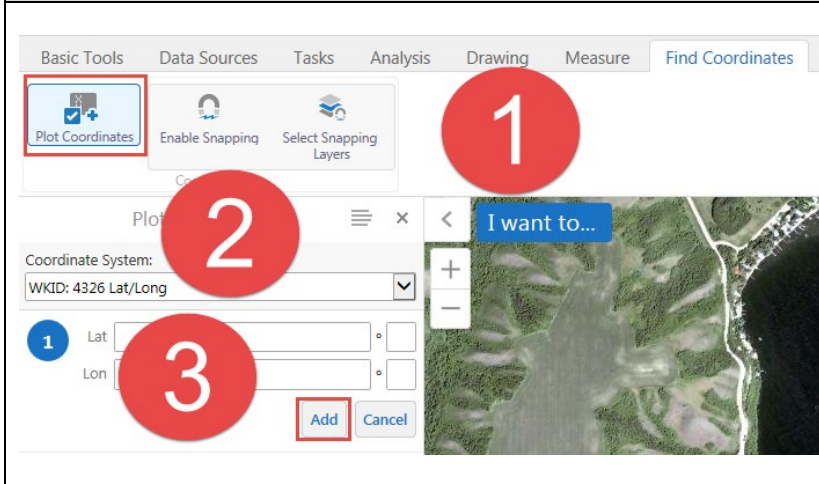 Basic Tools Data Sources Tasks Analysis Drawing Measure Find Coordinates
Plot Coordinates Enable Snapping Select Snapping
Layers
1
2
I want to...
Coordinate System:
WKID: 4326 Lat/Long
1 Lat °
Lon °
3
Add Cancel